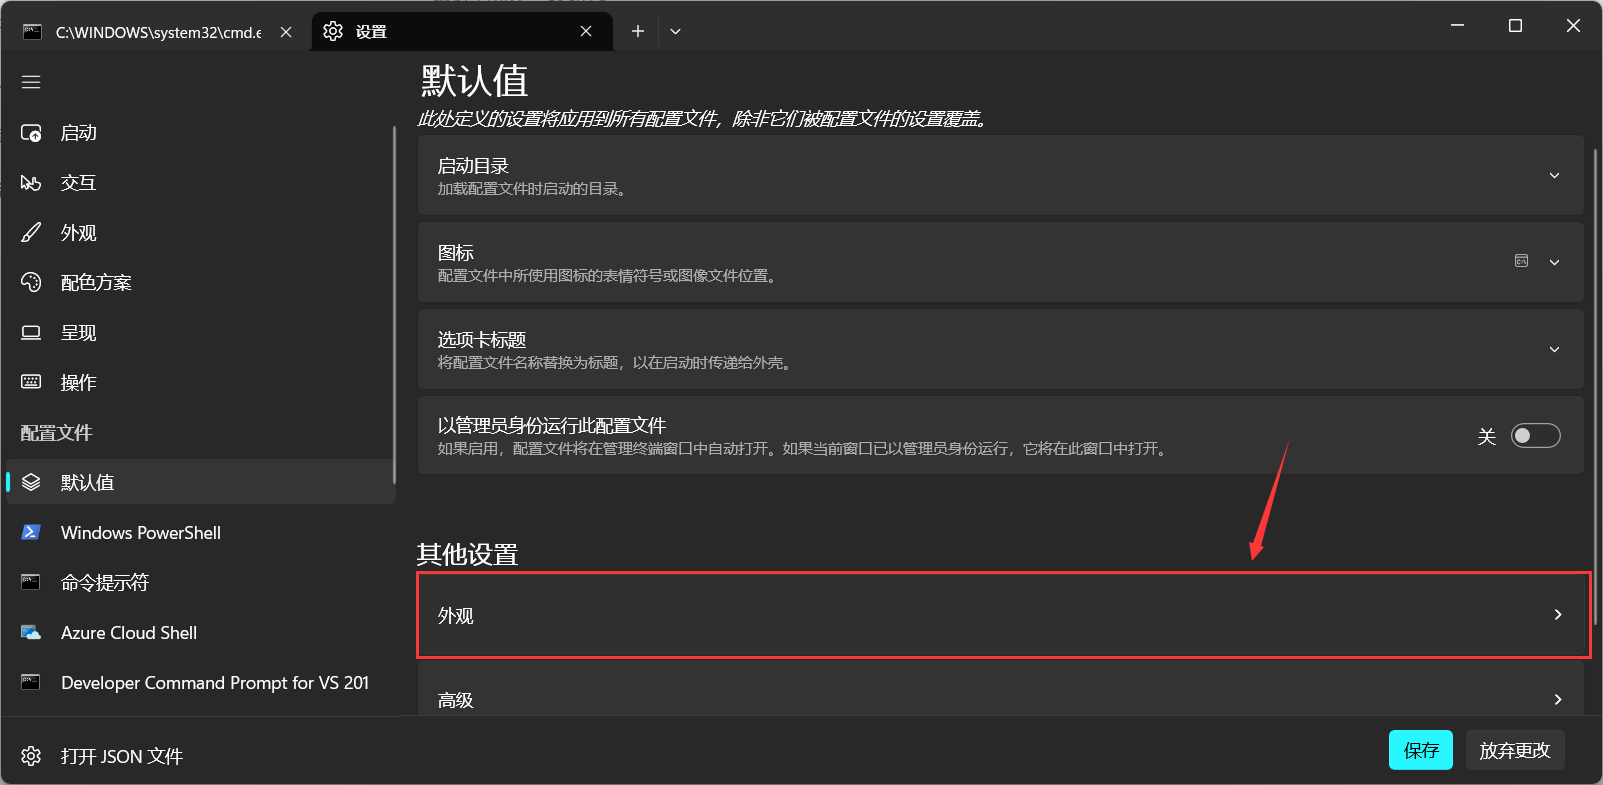 C:\WINDOWS\system32\cmd.e
设置
默认值
此处定义的设置将应用到所有配置文件，除非它们被配置文件的设置覆盖。
启动
交互
外观
配色方案
呈现
操作
配置文件
默认值
Windows PowerShell
命令提示符
Azure Cloud Shell
Developer Command Prompt for VS 201
打开 JSON 文件
启动目录
加载配置文件时启动的目录。
图标
配置文件中所使用图标的表情符号或图像文件位置。
选项卡标题
将配置文件名称替换为标题，以在启动时传递给外壳。
以管理员身份运行此配置文件
如果启用，配置文件将在管理终端窗口中自动打开。如果当前窗口已以管理员身份运行，它将在此窗口中打开。
关
其他设置
外观
高级
保存
放弃更改